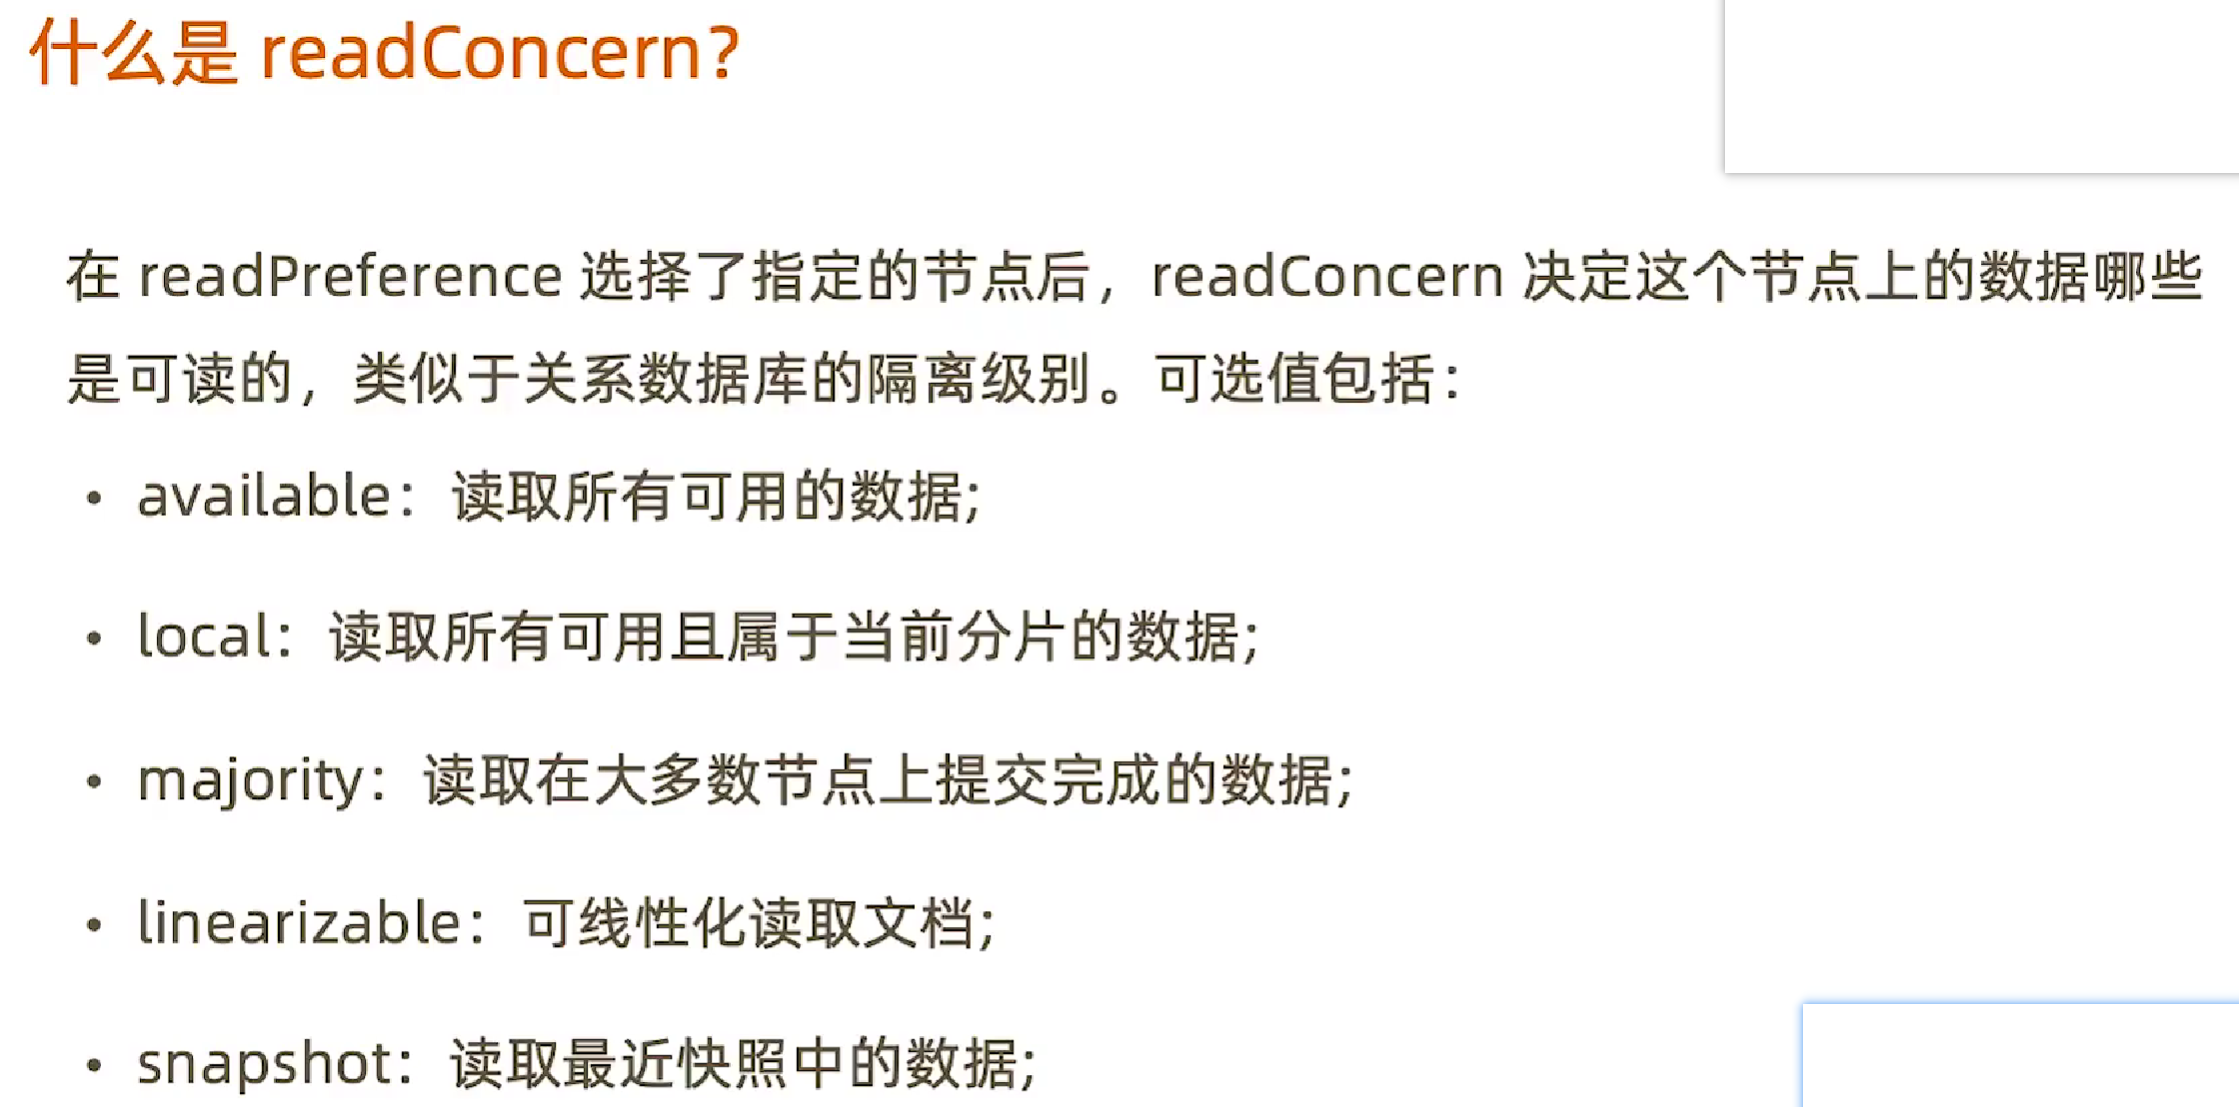 什么是 readConcern？
在 readPreference 选择了指定的节点后，readConcern 决定这个节点上的数据哪些
是可读的，类似于关系数据库的隔离级别。可选值包括：
• available：读取所有可用的数据;
• local：读取所有可用且属于当前分片的数据;
• majority：读取在大多数节点上提交完成的数据;
• linearizable：可线性化读取文档;
• snapshot：读取最近快照中的数据;